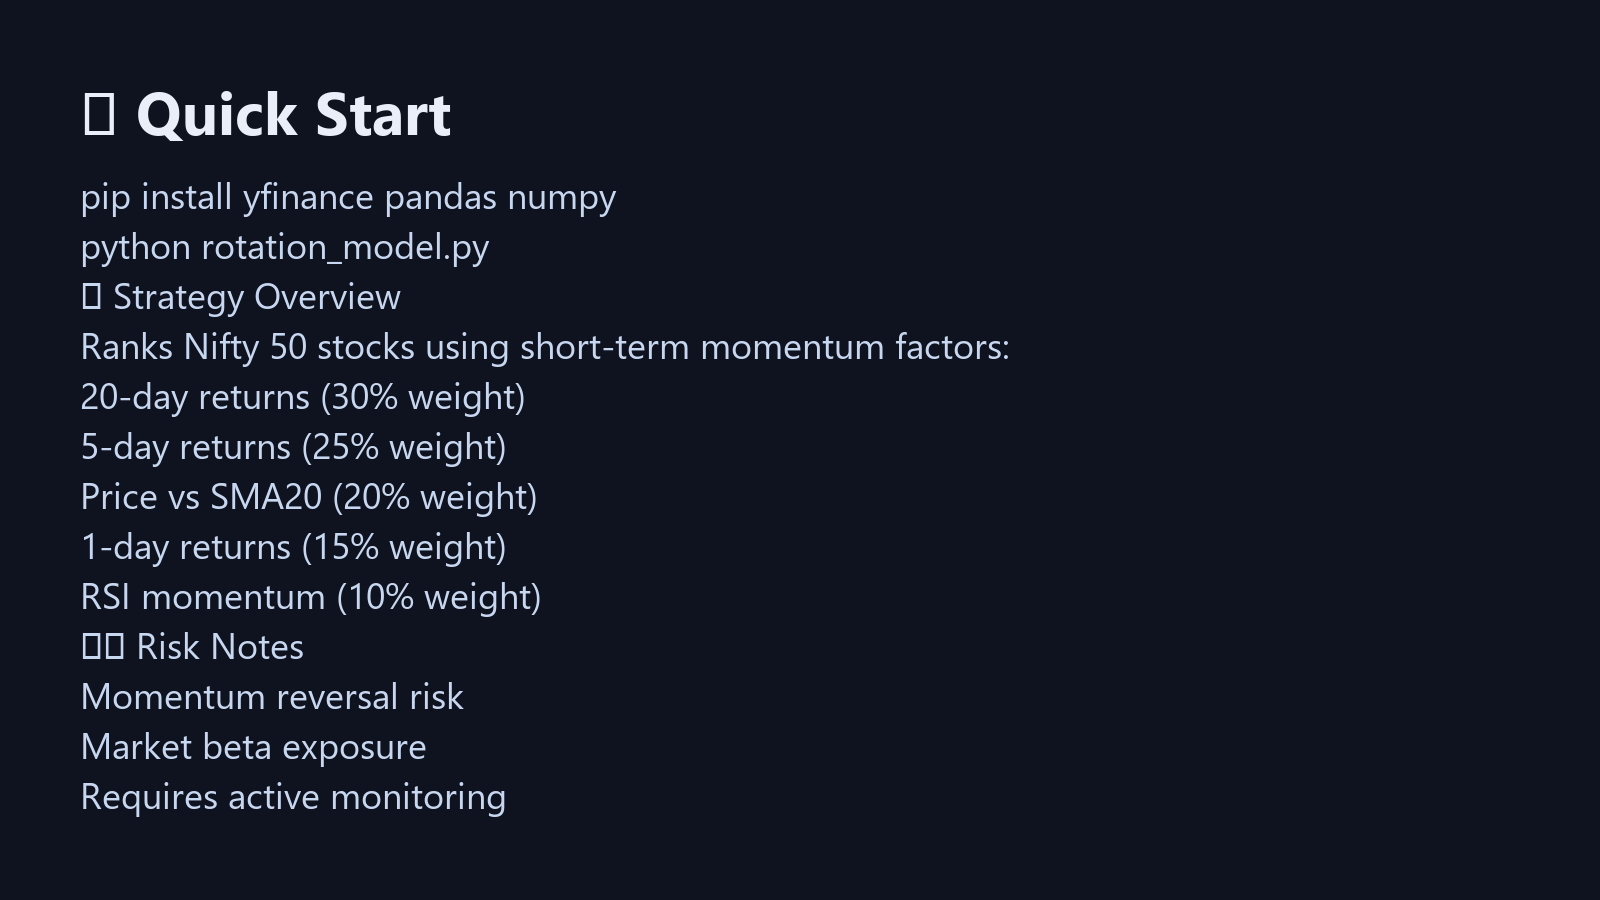 Quick Start
pip install yfinance pandas numpy
python rotation_model.py
Strategy Overview
Ranks Nifty 50 stocks using short-term momentum factors:
20-day returns (30% weight)
5-day returns (25% weight)
Price vs SMA20 (20% weight)
1-day returns (15% weight)
RSI momentum (10% weight)
Risk Notes
Momentum reversal risk
Market beta exposure
Requires active monitoring